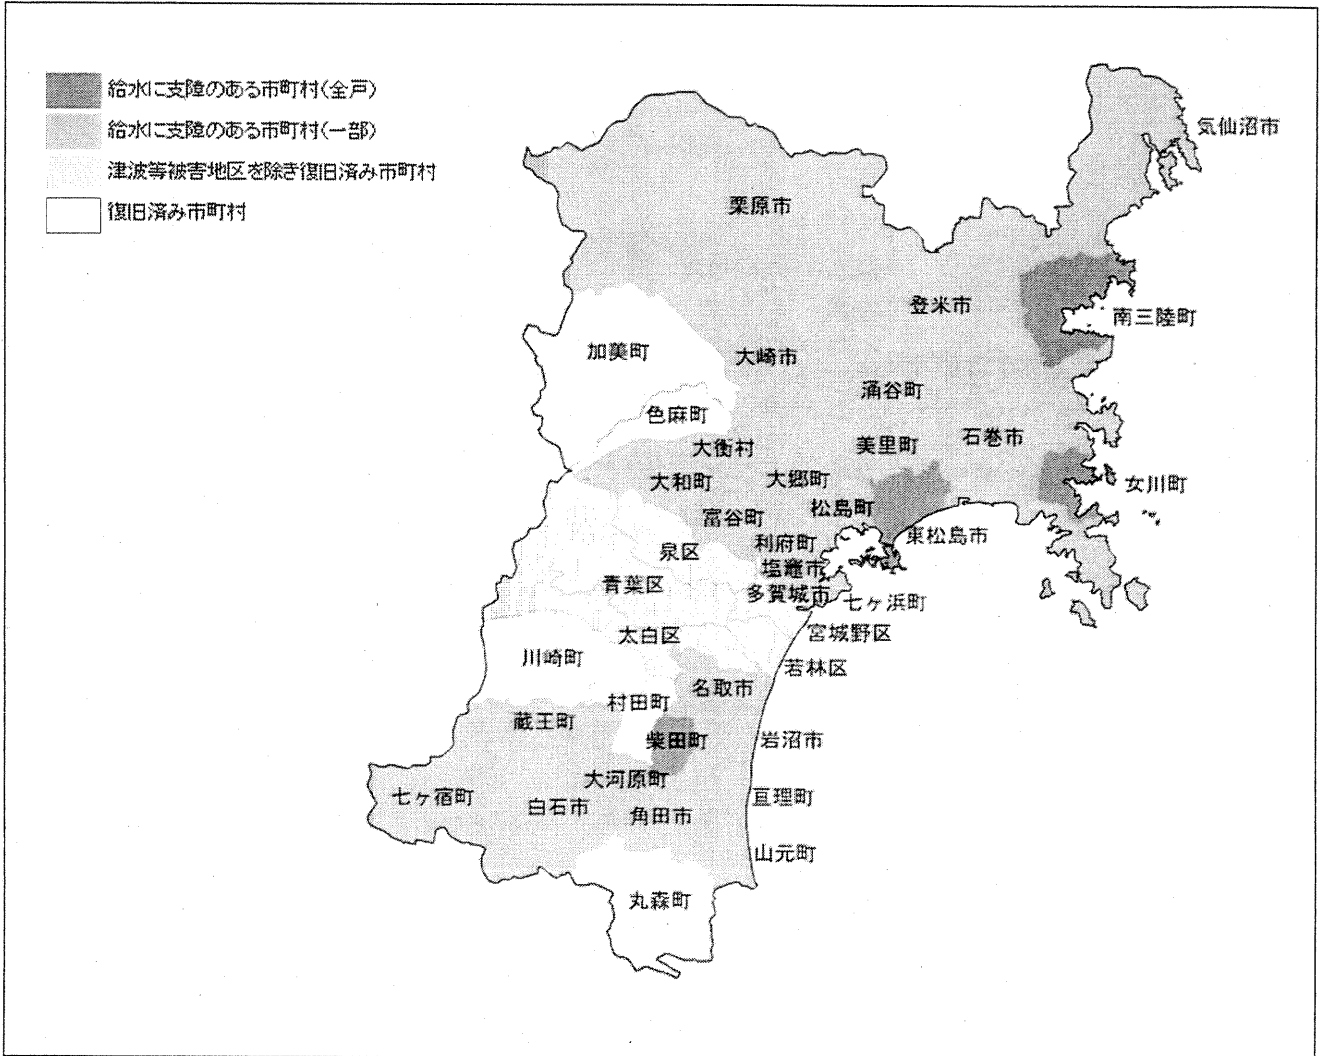 給水に支障のある市町村(全戸)
給水に支障のある市町村(一部)
津波等被害地区を除き復旧済み市町村
復旧済み市町村
気仙沼市
栗原市
登米市
南三陸町
加美町
大崎市
涌谷町
色麻町
大衡村
美里町
石巻市
大和町
大郷町
女川町
松島町
富谷町
東松島市
利府町
泉区
塩竈市
青葉区
多賀城市
七ヶ浜町
太白区
宮城野区
川崎町
若林区
名取市
村田町
蔵王町
柴田町
岩沼市
大河原町
七ヶ宿町
白石市
亘理町
角田市
山元町
丸森町